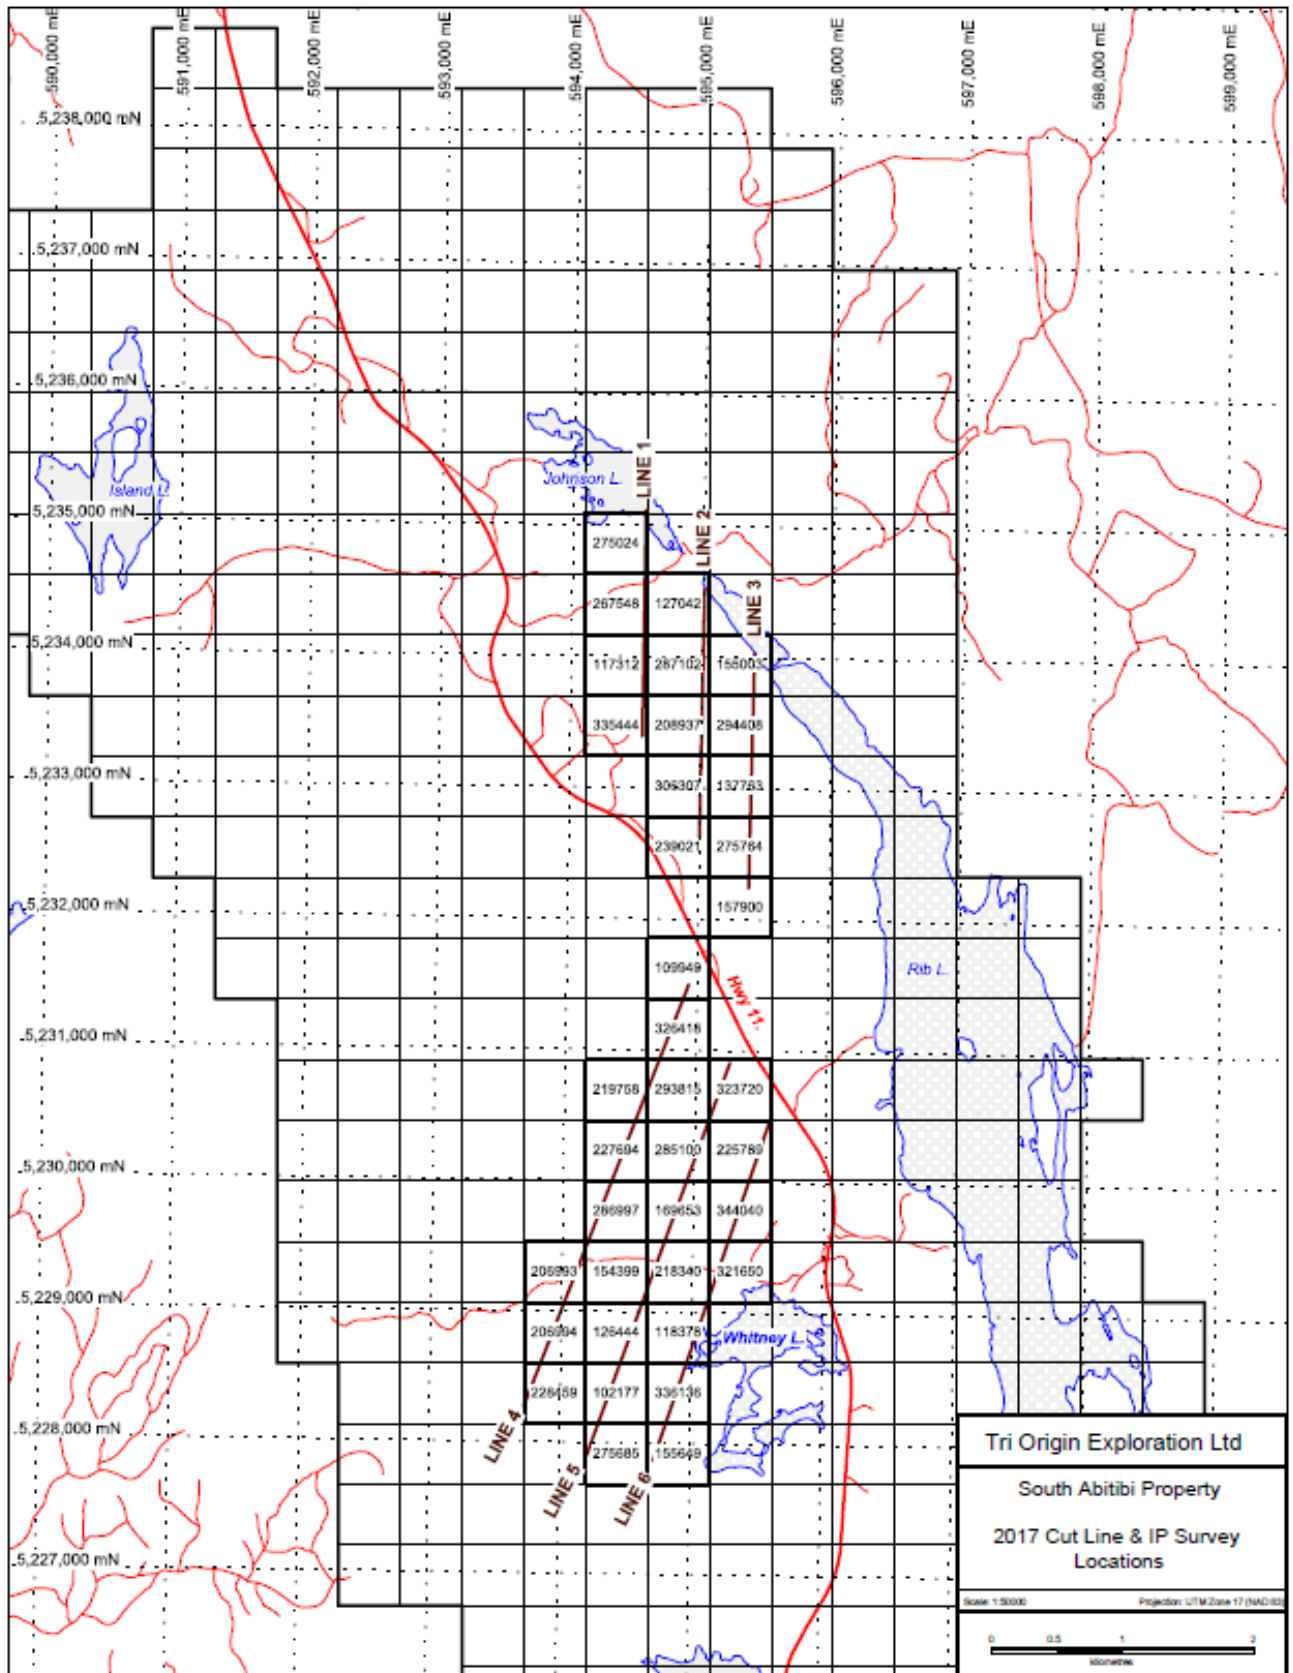 590,000 mE
591,000 mE
592,000 mE
593,000 mE
594,000 mE
595,000 mE
596,000 mE
597,000 mE
598,000 mE
599,000 mE
5,238,000 mN
5,237,000 mN
5,236,000 mN
5,235,000 mN
5,234,000 mN
5,233,000 mN
5,232,000 mN
5,231,000 mN
5,230,000 mN
5,229,000 mN
5,228,000 mN
5,227,000 mN
Island L.
Johnson L.
LINE 1
LINE 2
LINE 3
275024
267548 127042
117312 287102 155003
335444 208937 294408
306307 132753
239021 275764
157900
109949
326418
219758 293815 323720
227694 285100 225789
286997 169653 344040
206993 154399 218340 321650
206994 126444 118378
228459 102177 336136
275685 155649
Hwy 11.
Rib L.
Whitney L.
LINE 4
LINE 5
LINE 6
Tri Origin Exploration Ltd
South Abitibi Property
2017 Cut Line & IP Survey
Locations
Scale: 1:50000 Projection: UTM Zone 17 (NAD 83)
0 0.5 1 2
kilometres